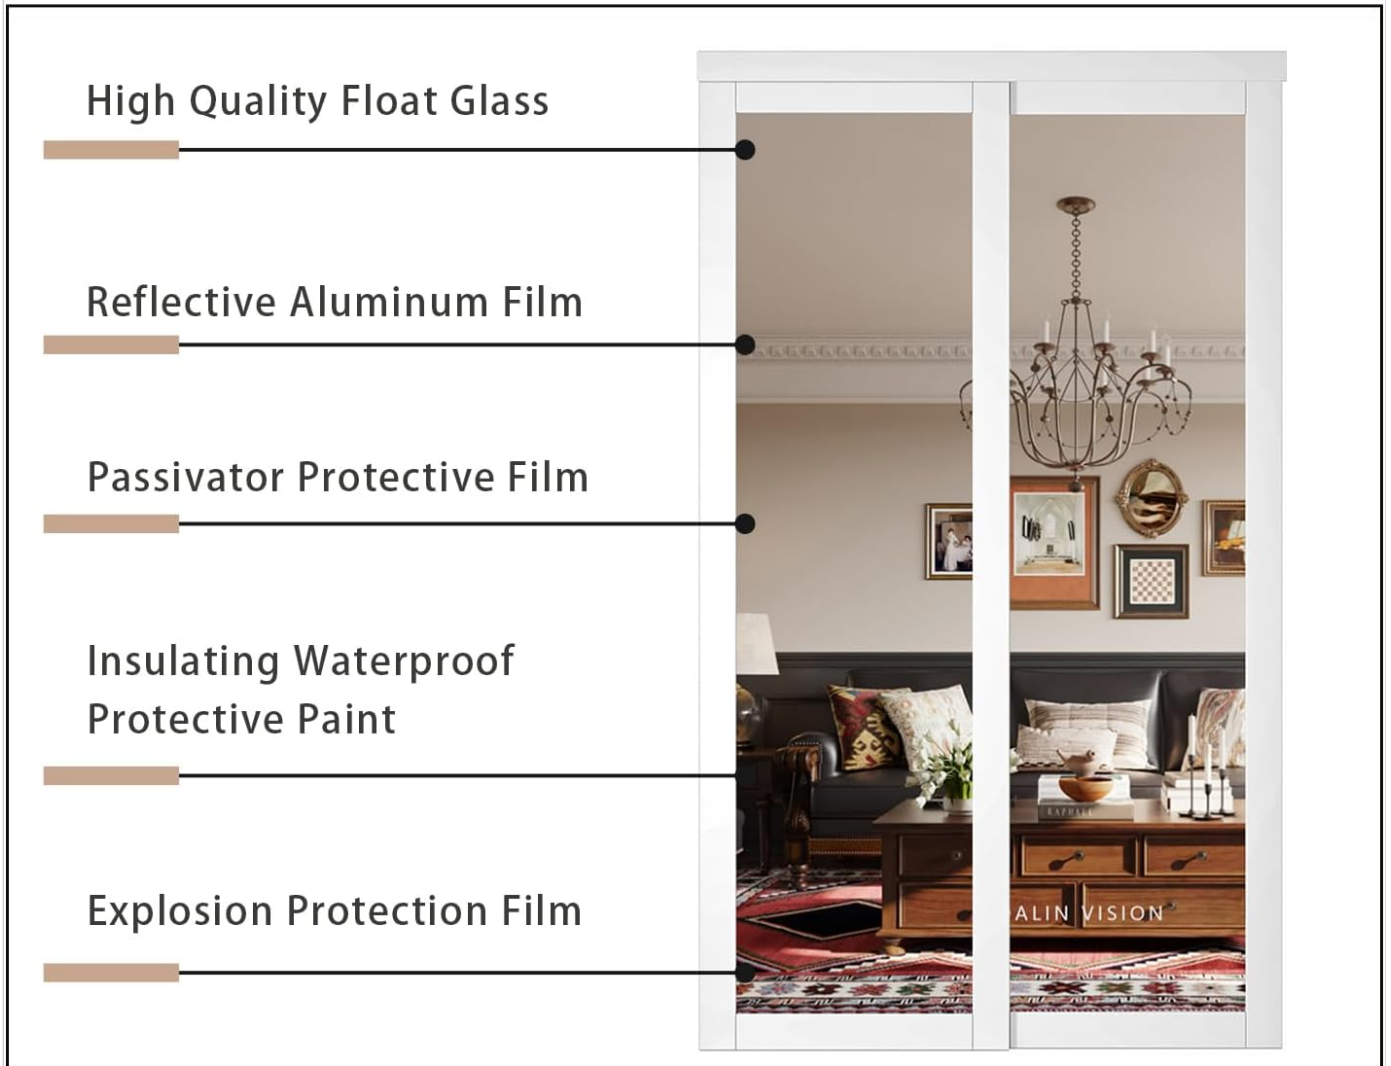 High Quality Float Glass
Reflective Aluminum Film
Passivator Protective Film
Insulating Waterproof
Protective Paint
Explosion Protection Film
RAPHAEL
ALIN VISION